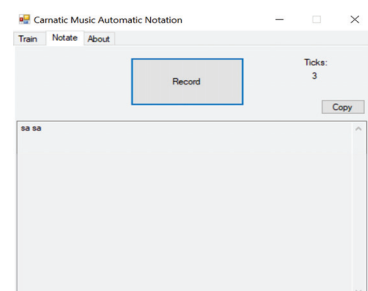 Carnatic Music Automatic Notation
Train Notate About
Ticks:
Record
3
Copy
sa sa